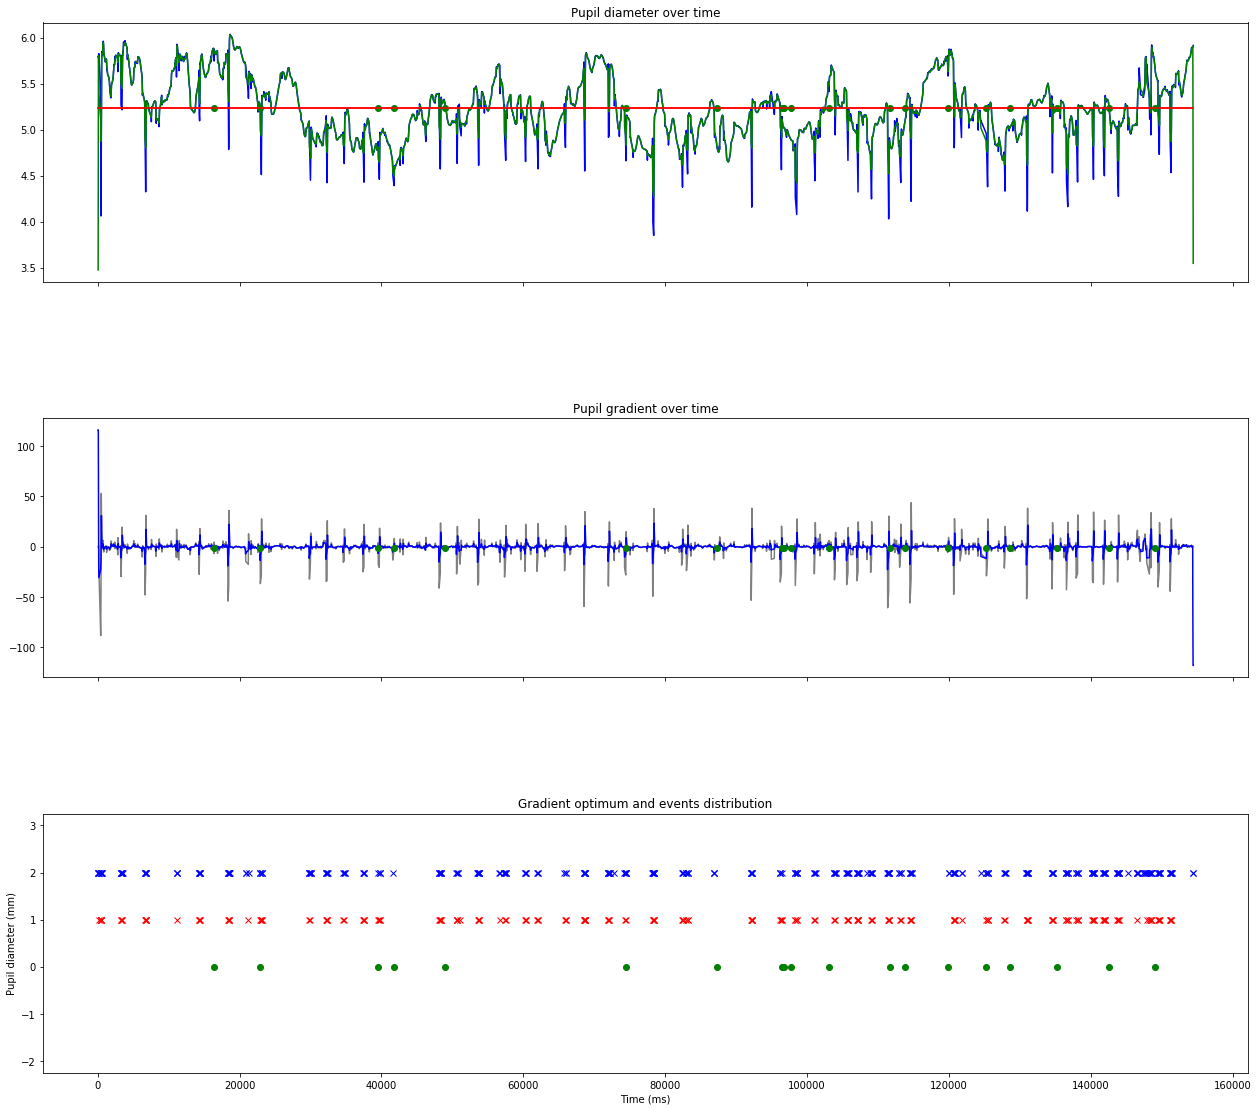 Pupil diameter over time
6.0
5.5
5.0
4.5
4.0
3.5
Pupil gradient over time
100
50
0
−50
−100
Gradient optimum and events distribution
3
2
1
0
−1
−2
Pupil diameter (mm)
0 20000 40000 60000 80000 100000 120000 140000 160000
Time (ms)